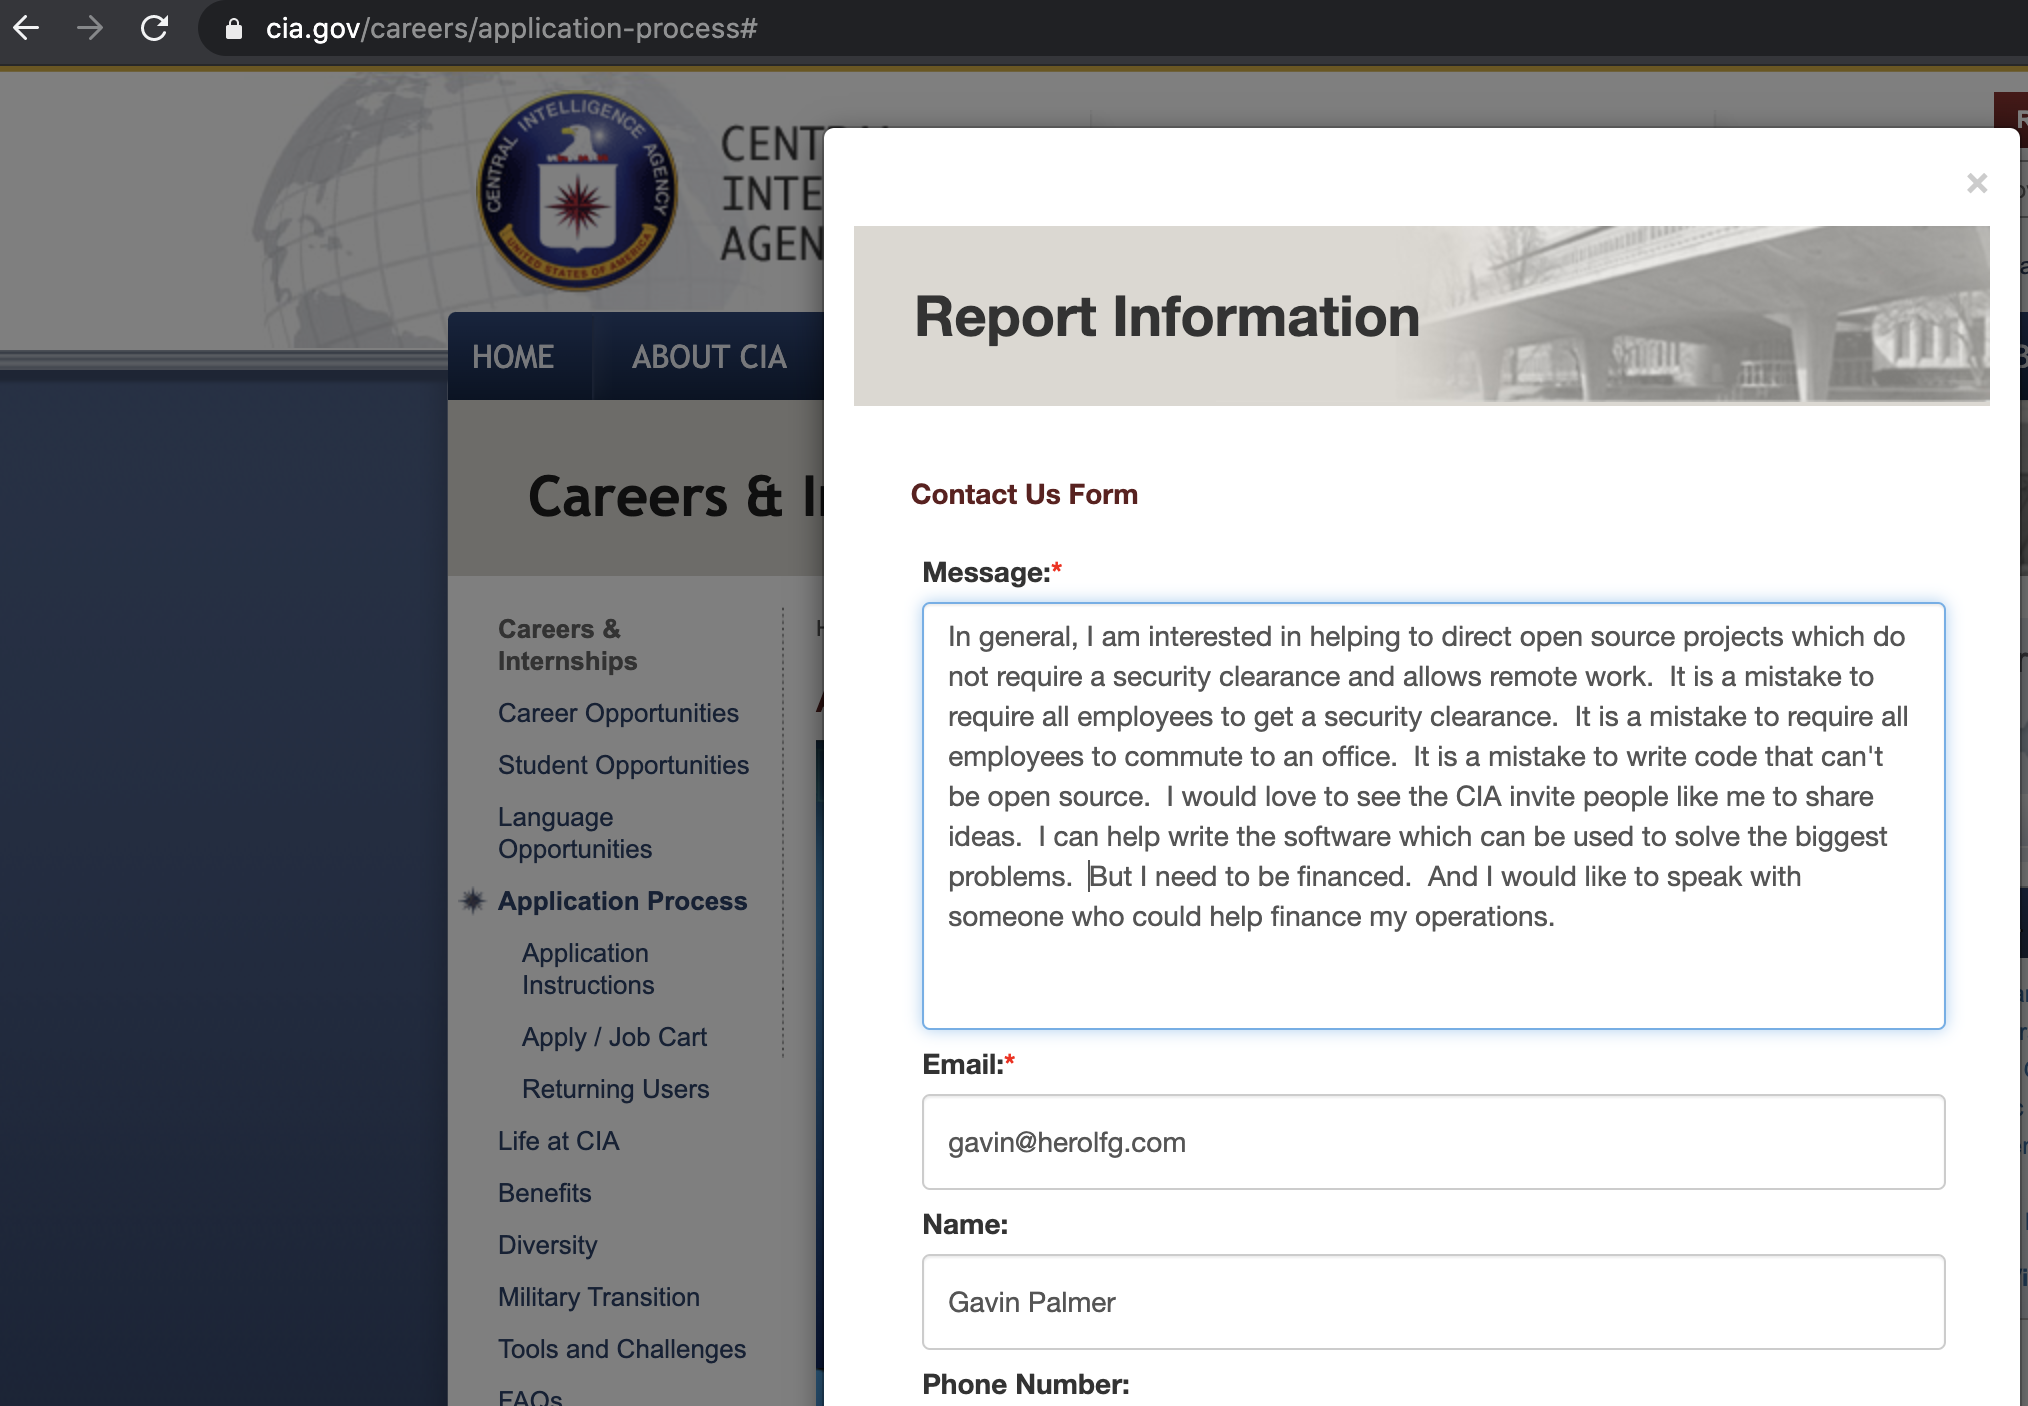 cia.gov/careers/application-process#
CENTRAL INTELLIGENCE AGENCY
UNITED STATES OF AMERICA
CENT
INTE
AGEN
HOME
ABOUT CIA
Careers & I
Careers &
Internships
Career Opportunities
Student Opportunities
Language
Opportunities
Application Process
Application
Instructions
Apply / Job Cart
Returning Users
Life at CIA
Benefits
Diversity
Military Transition
Tools and Challenges
FAQs
×
Report Information
Contact Us Form
Message:*
In general, I am interested in helping to direct open source projects which do
not require a security clearance and allows remote work.  It is a mistake to
require all employees to get a security clearance.  It is a mistake to require all
employees to commute to an office.  It is a mistake to write code that can't
be open source.  I would love to see the CIA invite people like me to share
ideas.  I can help write the software which can be used to solve the biggest
problems.  But I need to be financed.  And I would like to speak with
someone who could help finance my operations.
Email:*
gavin@herolfg.com
Name:
Gavin Palmer
Phone Number: